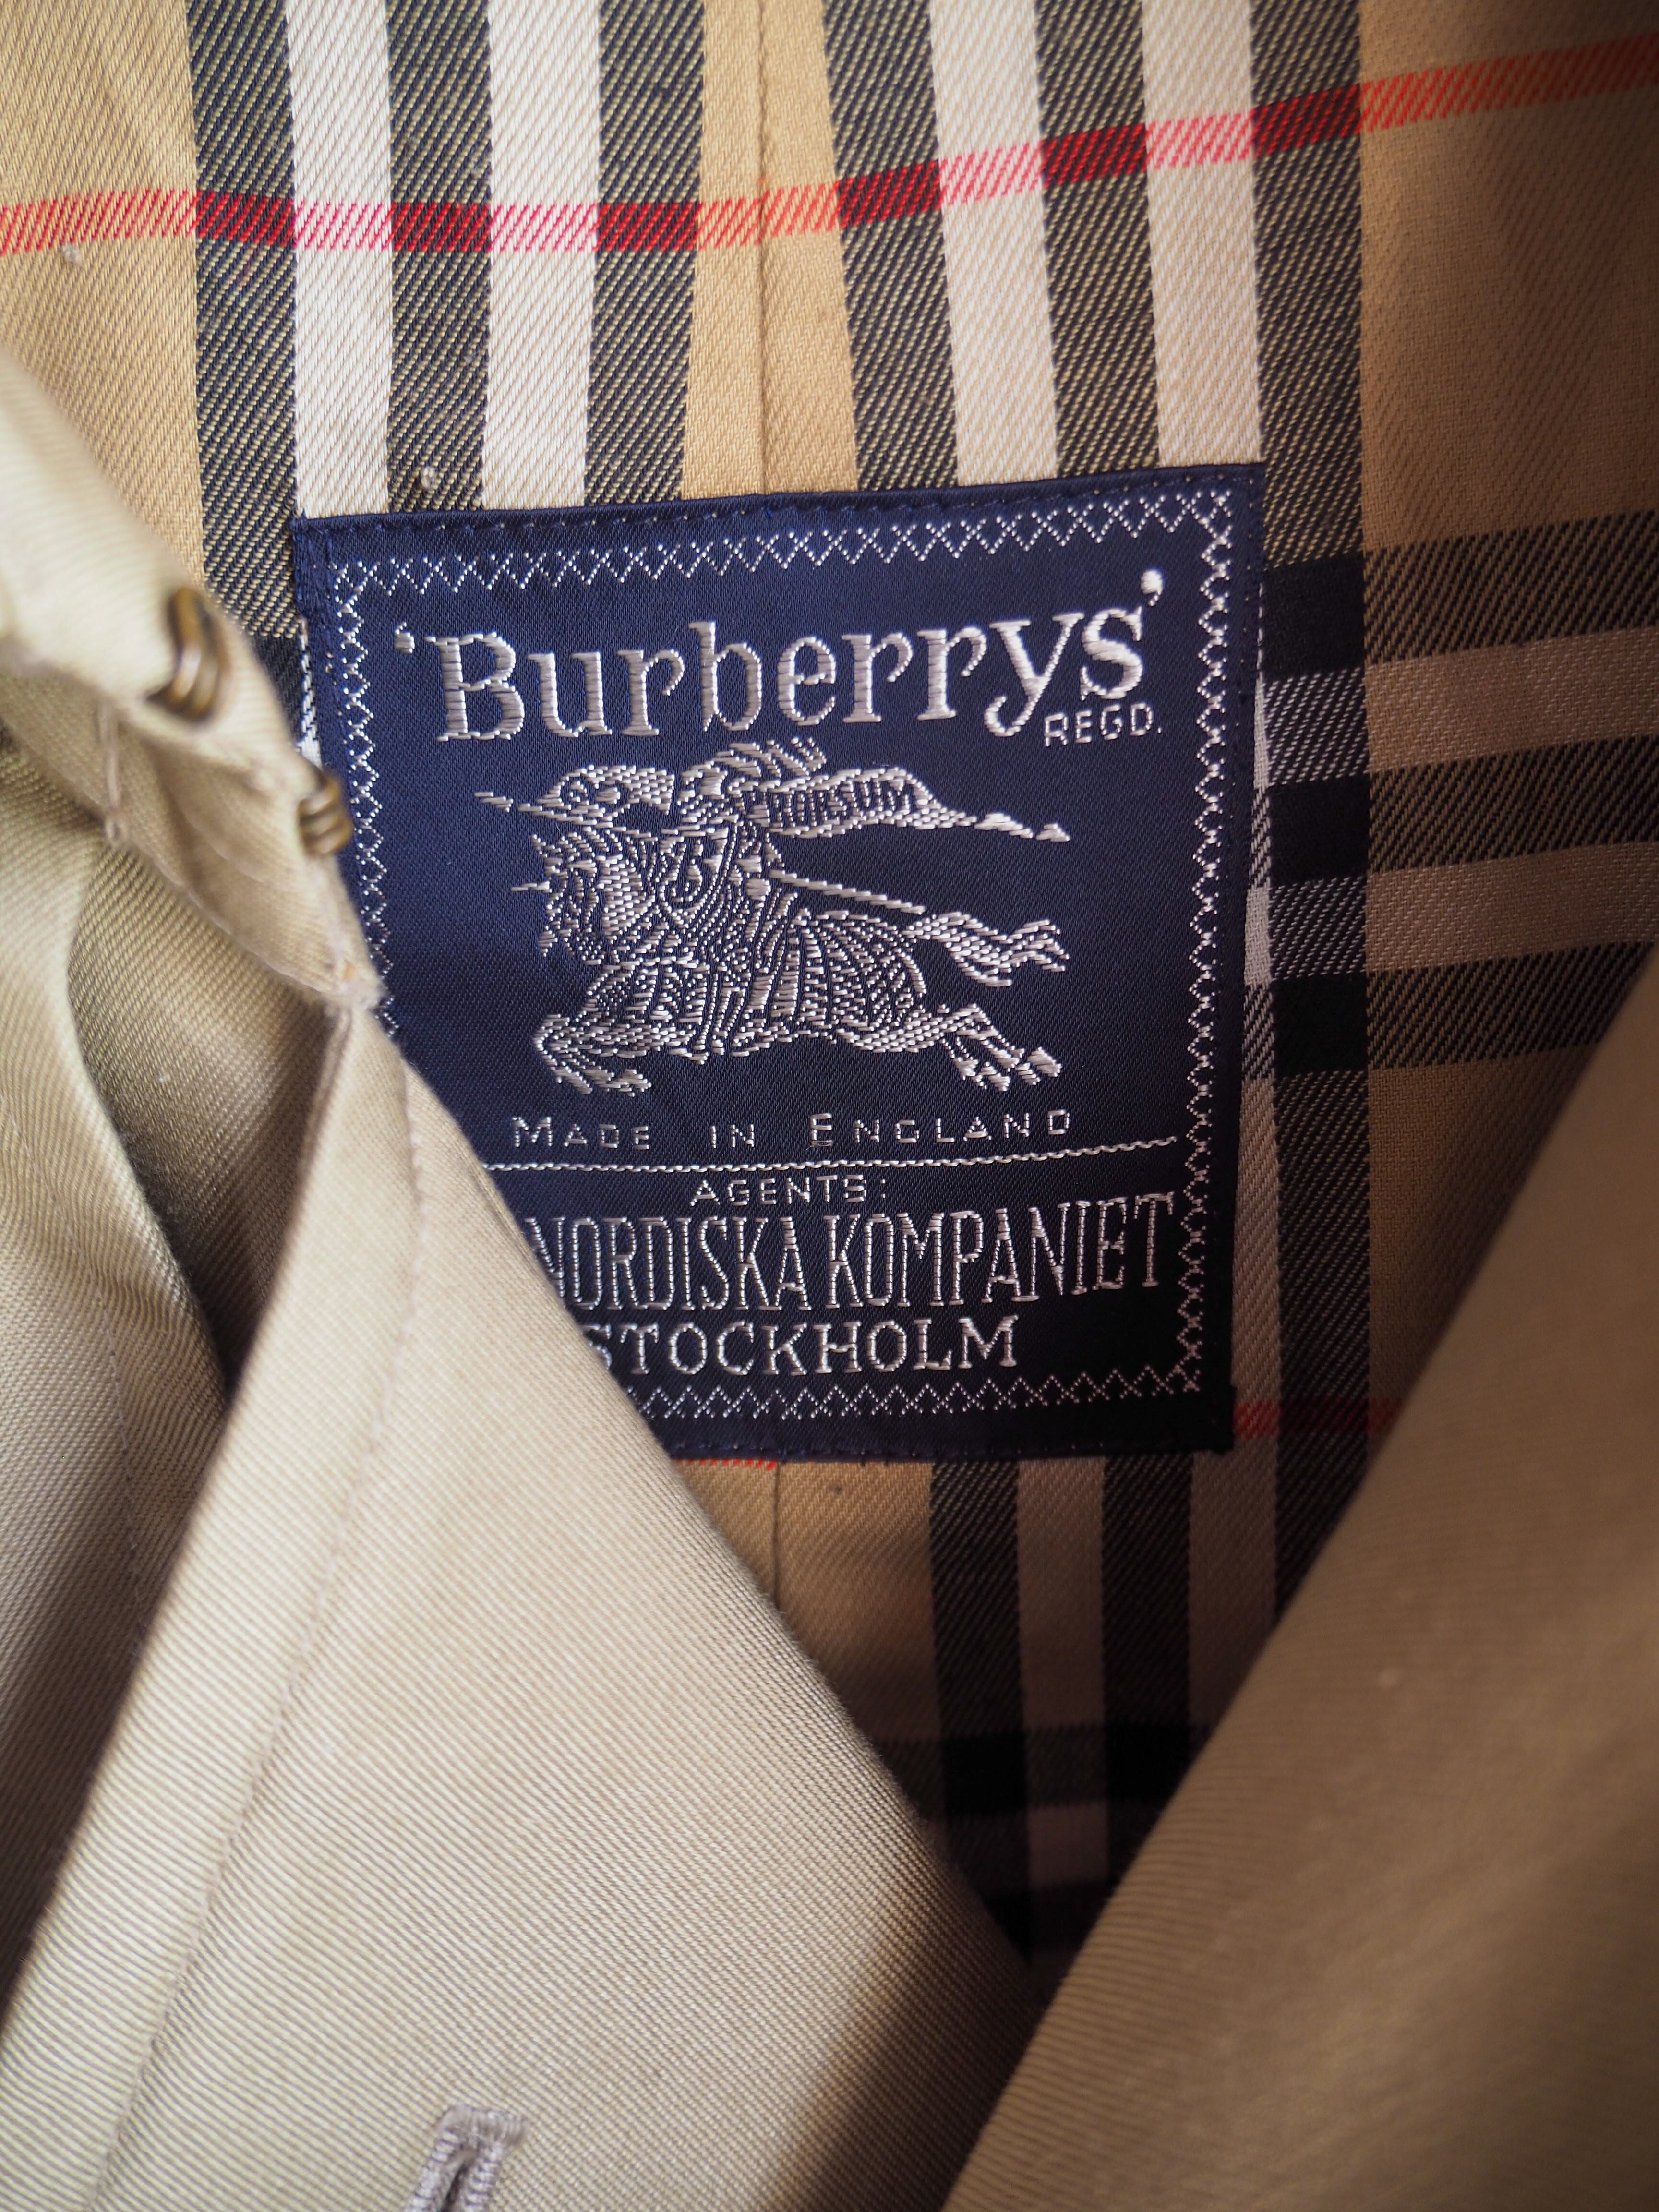 'Burberrys'
REGD.
PRORSUM
MADE IN ENGLAND
AGENTS:
NORDISKA KOMPANIET
STOCKHOLM